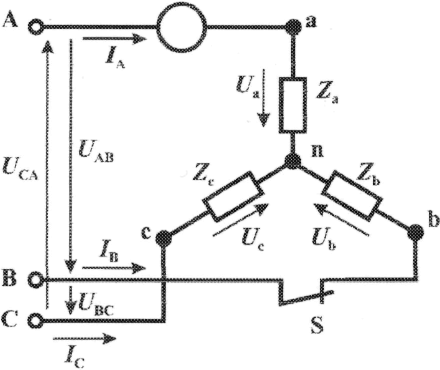 A
a
I_A
U_a
Z_a
n
U_CA
U_AB
Z_c
Z_b
c
b
I_B
U_c
U_b
B
U_BC
C
S
I_C